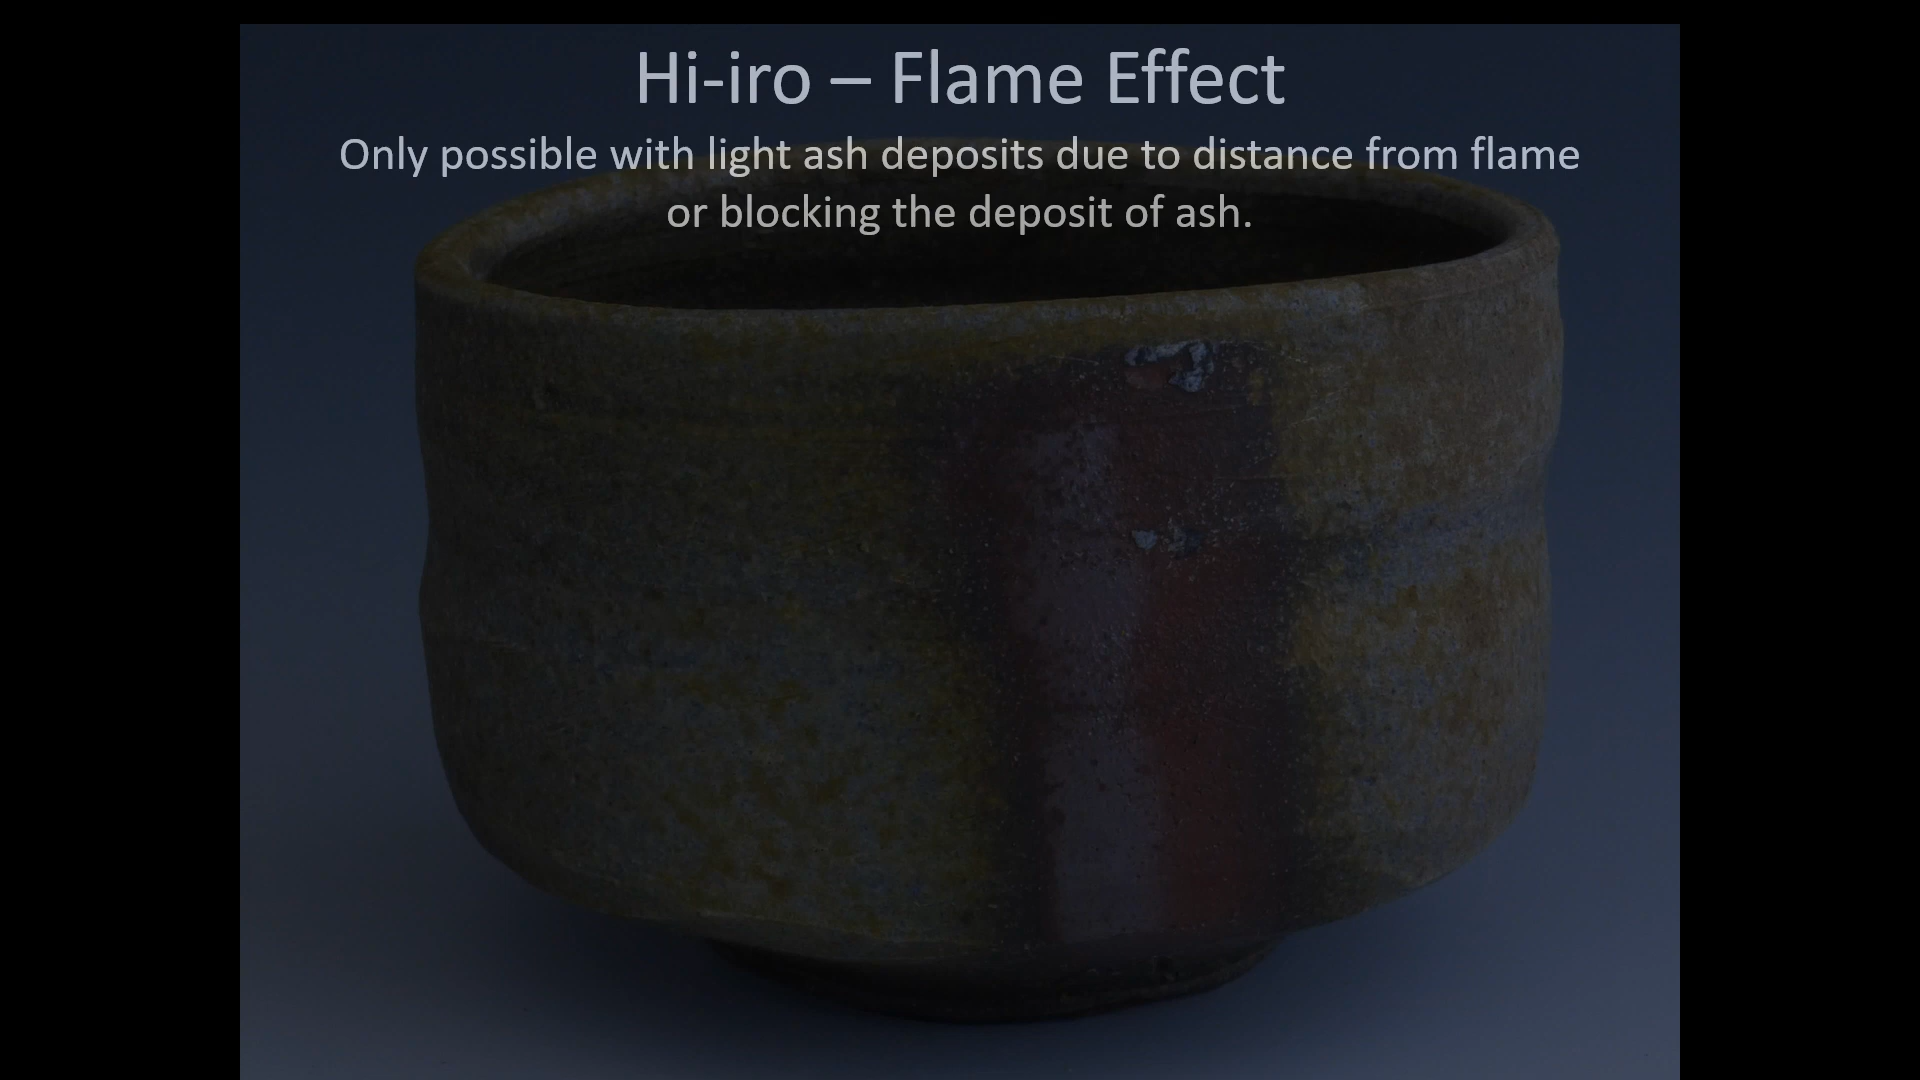 Hi-iro – Flame Effect
Only possible with light ash deposits due to distance from flame
or blocking the deposit of ash.